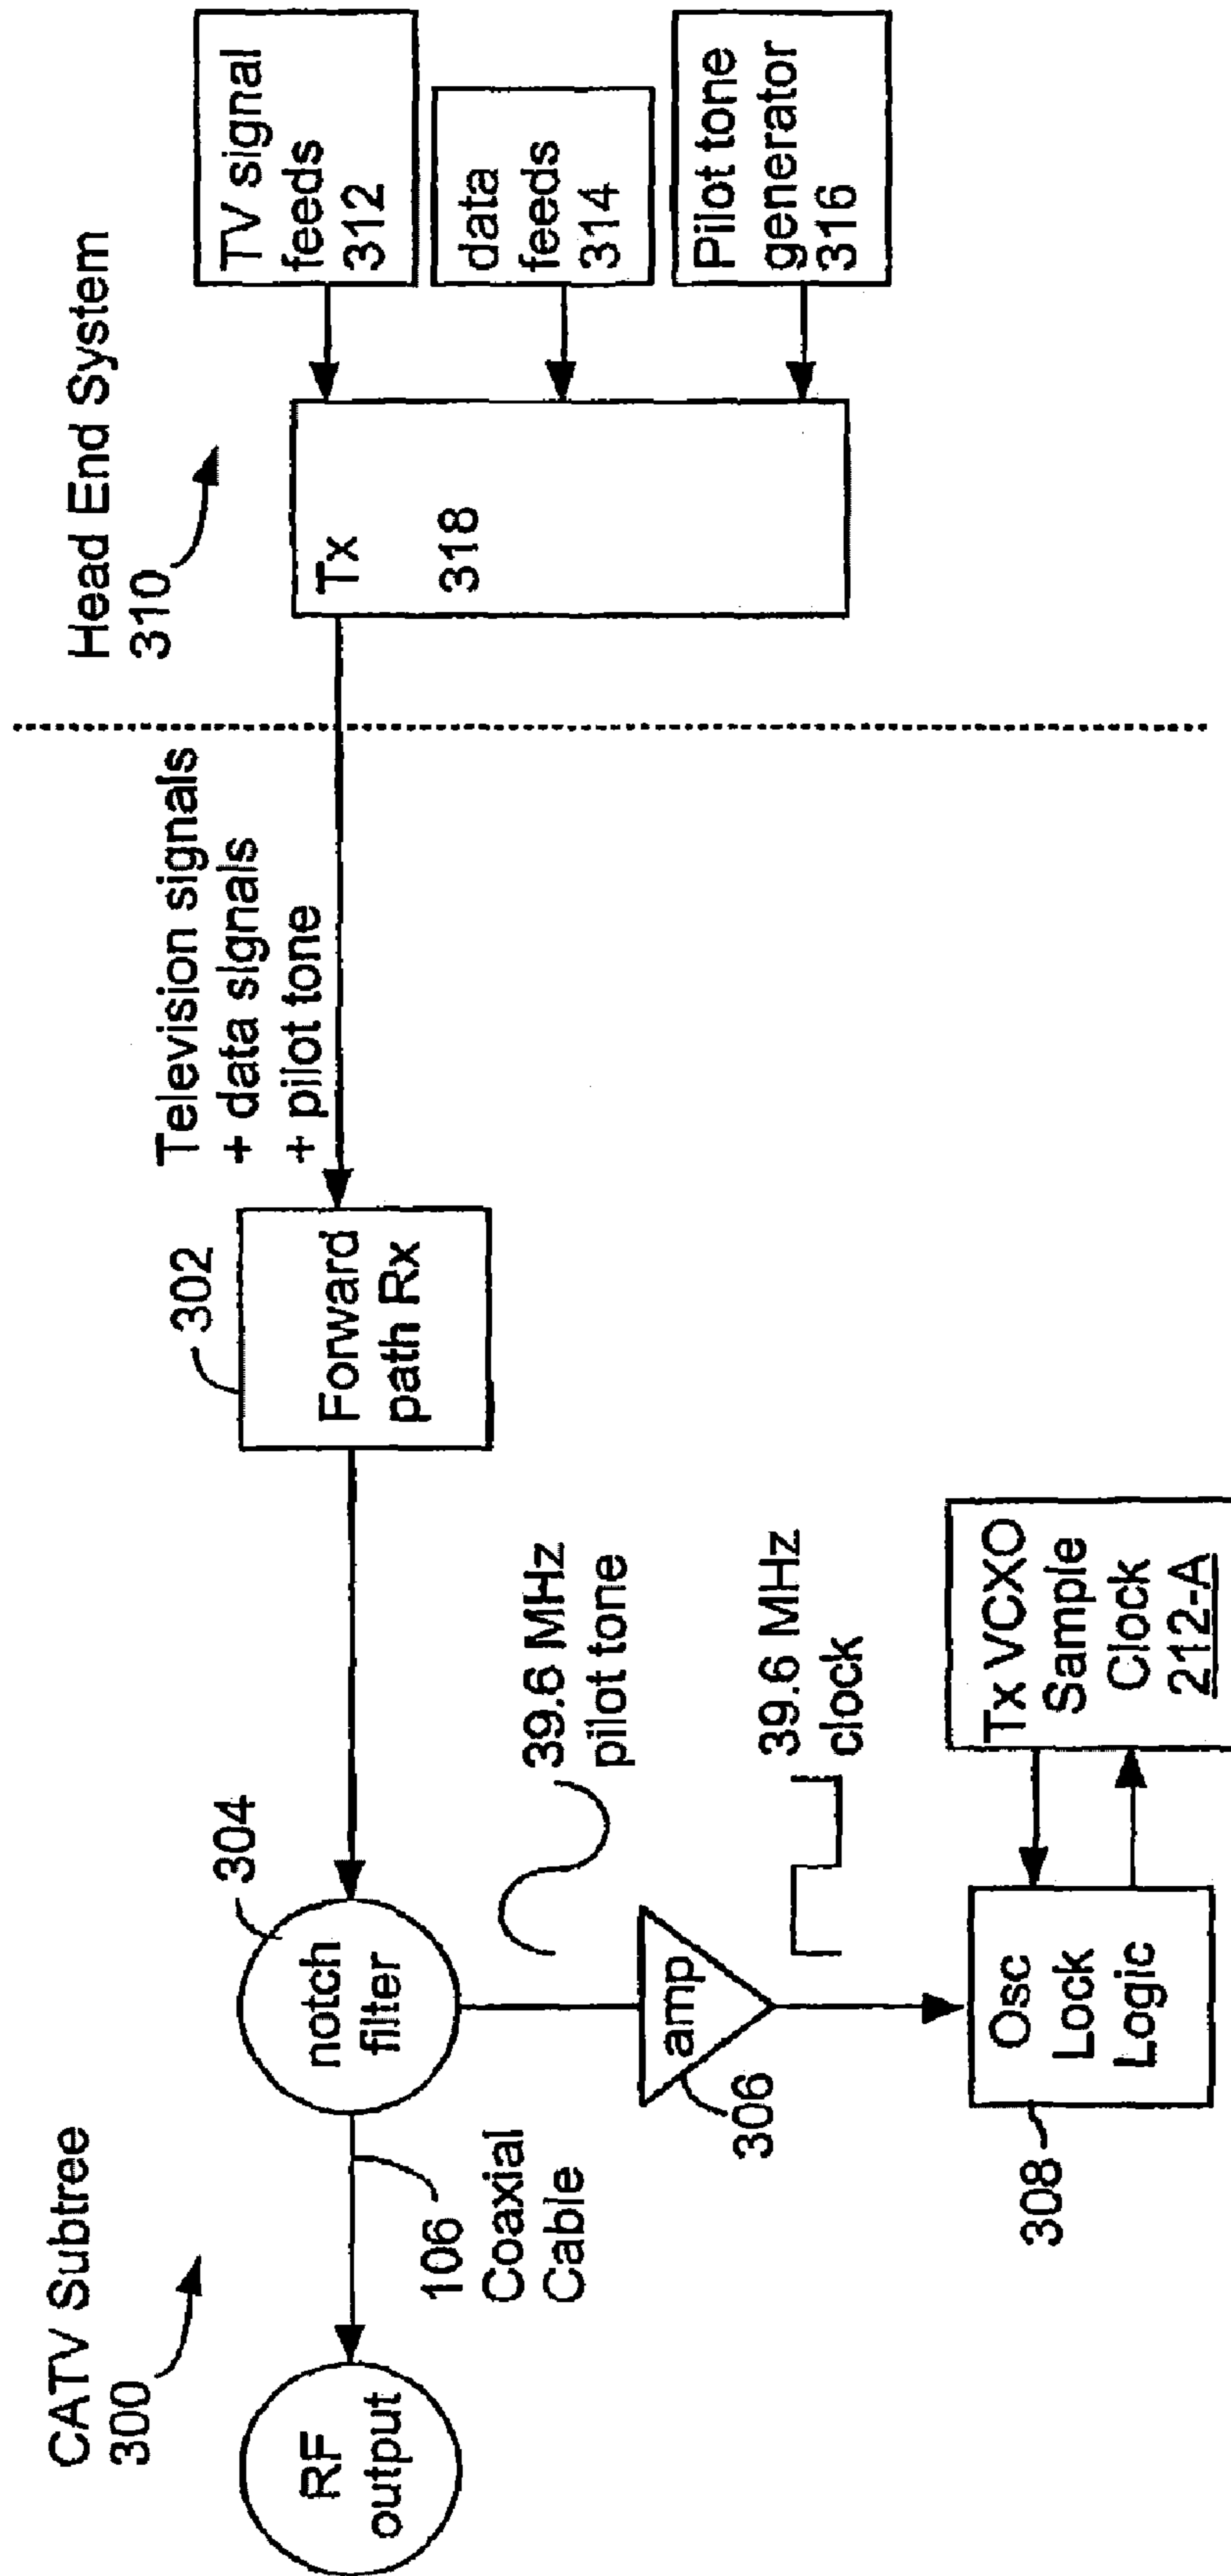 CATV Subtree
300
Head End System
310
RF
output
106
Coaxial
Cable
notch
filter
304
Forward
path Rx
302
Television signals
+ data signals
+ pilot tone
Tx
318
TV signal
feeds
312
data
feeds
314
Pilot tone
generator
316
39.6 MHz
pilot tone
amp
306
39.6 MHz
clock
Osc
Lock
Logic
308
Tx VCXO
Sample
Clock
212-A